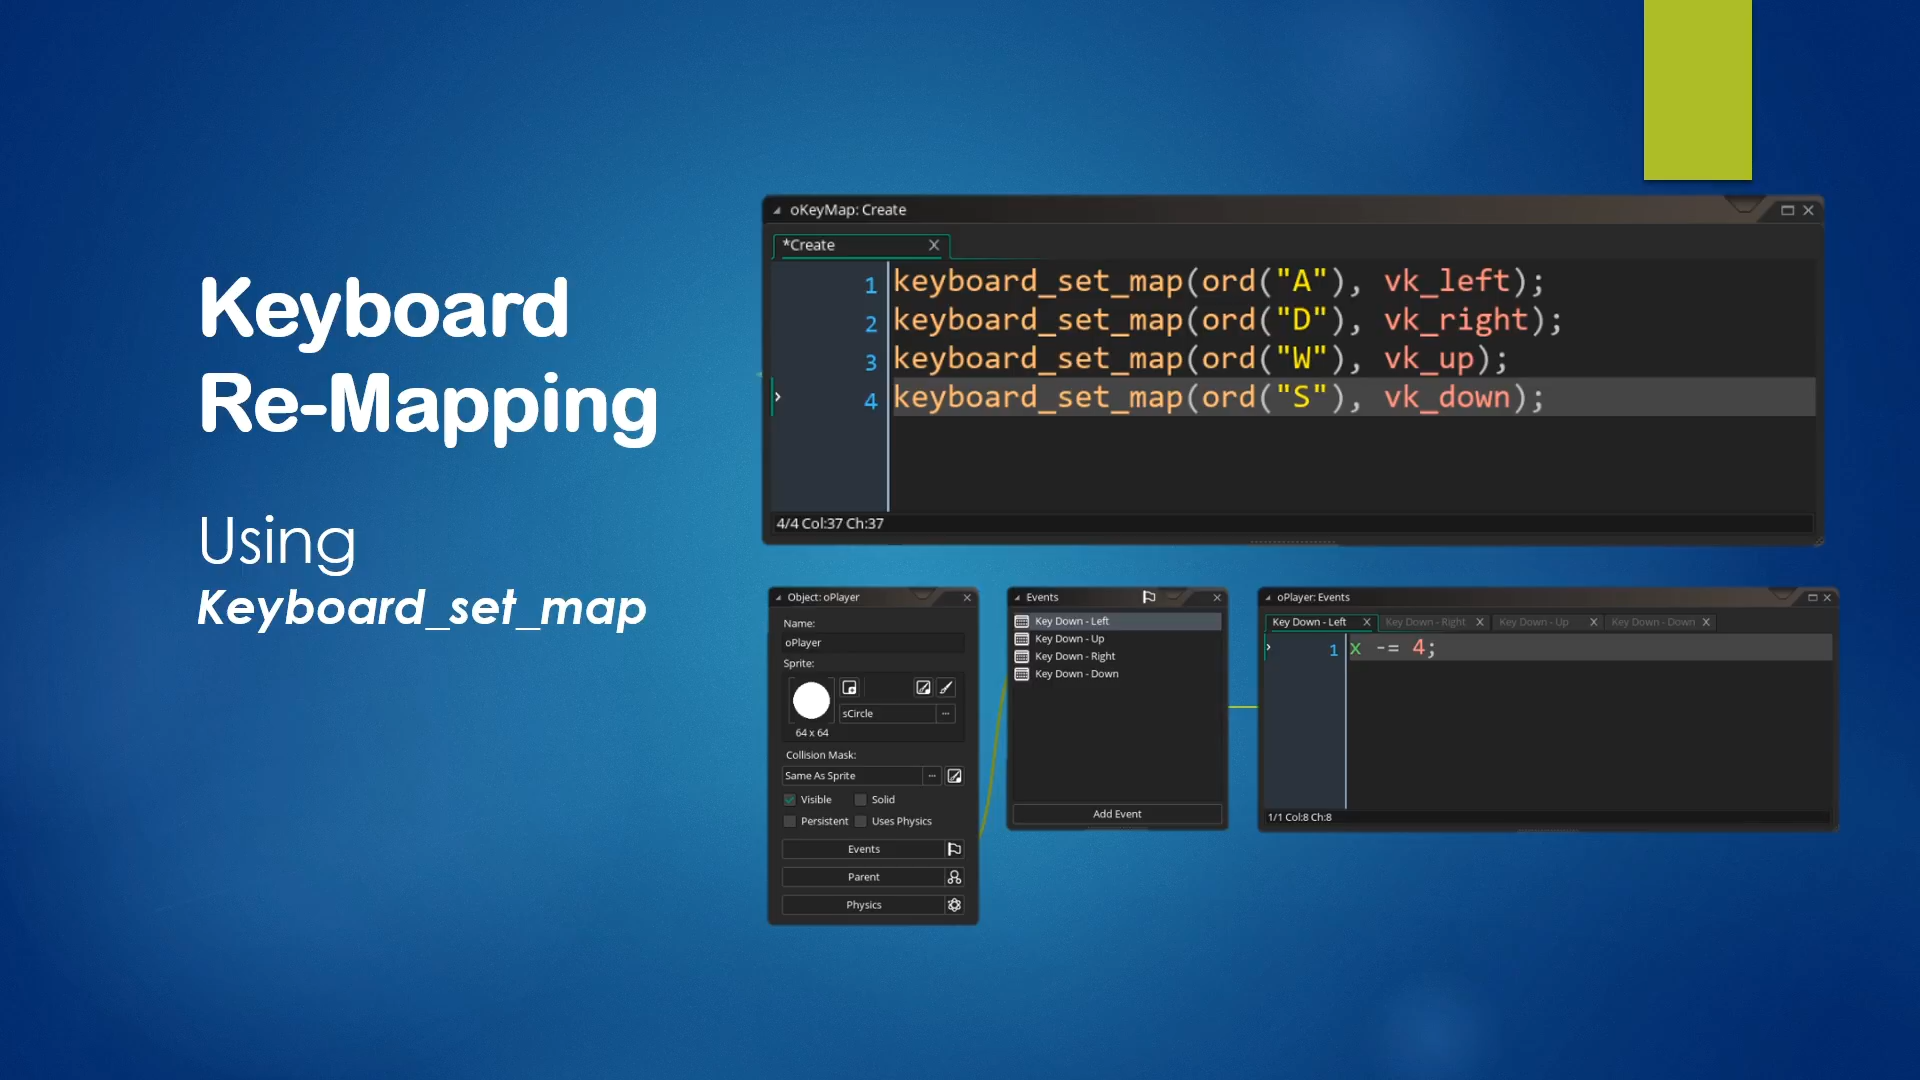 Keyboard
Re-Mapping
Using
Keyboard_set_map
oKeyMap: Create
*Create
1 keyboard_set_map(ord("A"), vk_left);
2 keyboard_set_map(ord("D"), vk_right);
3 keyboard_set_map(ord("W"), vk_up);
4 keyboard_set_map(ord("S"), vk_down);
4/4 Col:37 Ch:37
Object: oPlayer
Name:
oPlayer
Sprite:
sCircle
64 x 64
Collision Mask:
Same As Sprite
Visible Solid
Persistent Uses Physics
Events
Parent
Physics
Events
Key Down - Left
Key Down - Up
Key Down - Right
Key Down - Down
Add Event
oPlayer: Events
Key Down - Left Key Down - Right Key Down - Up Key Down - Down
1 x -= 4;
1/1 Col:8 Ch:8